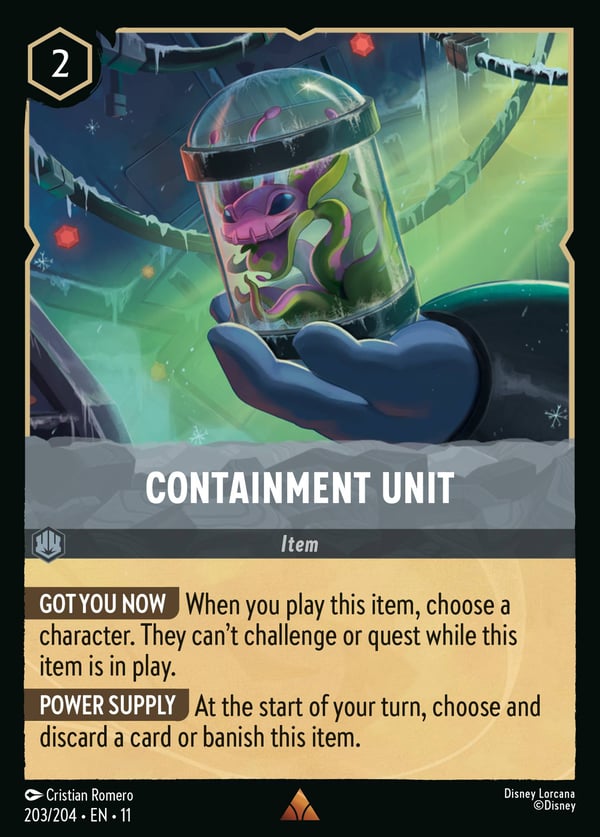 2
CONTAINMENT UNIT
Item
GOT YOU NOW When you play this item, choose a
character. They can’t challenge or quest while this
item is in play.
POWER SUPPLY At the start of your turn, choose and
discard a card or banish this item.
Cristian Romero
203/204 • EN • 11
Disney Lorcana
©Disney